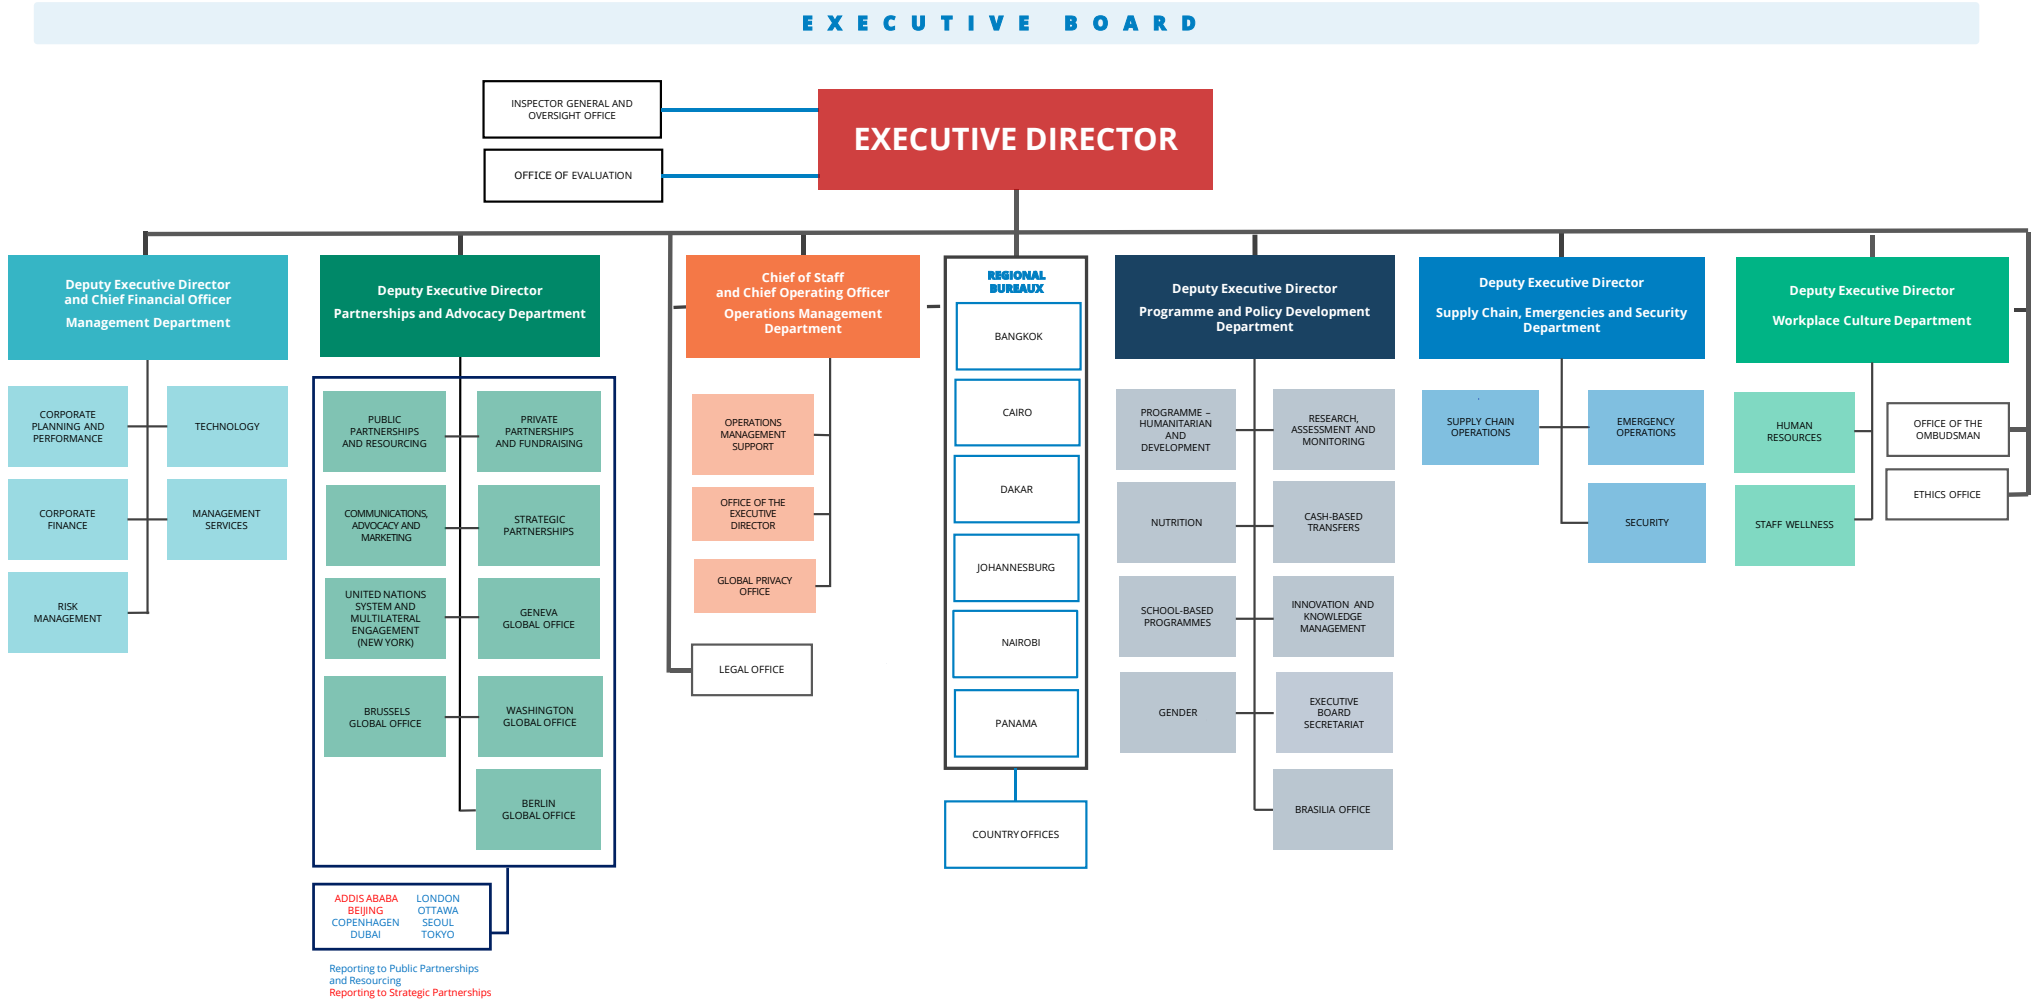 EXECUTIVE BOARD
INSPECTOR GENERAL AND
OVERSIGHT OFFICE
OFFICE OF EVALUATION
EXECUTIVE DIRECTOR
Deputy Executive Director
and Chief Financial Officer
Management Department
CORPORATE
PLANNING AND
PERFORMANCE
TECHNOLOGY
CORPORATE
FINANCE
MANAGEMENT
SERVICES
RISK
MANAGEMENT
Deputy Executive Director
Partnerships and Advocacy Department
PUBLIC
PARTNERSHIPS
AND RESOURCING
PRIVATE
PARTNERSHIPS
AND FUNDRAISING
COMMUNICATIONS,
ADVOCACY AND
MARKETING
STRATEGIC
PARTNERSHIPS
UNITED NATIONS
SYSTEM AND
MULTILATERAL
ENGAGEMENT
(NEW YORK)
GENEVA
GLOBAL OFFICE
BRUSSELS
GLOBAL OFFICE
WASHINGTON
GLOBAL OFFICE
BERLIN
GLOBAL OFFICE
ADDIS ABABA
BEIJING
COPENHAGEN
DUBAI
LONDON
OTTAWA
SEOUL
TOKYO
Reporting to Public Partnerships
and Resourcing
Reporting to Strategic Partnerships
Chief of Staff
and Chief Operating Officer
Operations Management
Department
OPERATIONS
MANAGEMENT
SUPPORT
OFFICE OF THE
EXECUTIVE
DIRECTOR
GLOBAL PRIVACY
OFFICE
LEGAL OFFICE
REGIONAL
BUREAUX
BANGKOK
CAIRO
DAKAR
JOHANNESBURG
NAIROBI
PANAMA
COUNTRY OFFICES
Deputy Executive Director
Programme and Policy Development
Department
PROGRAMME –
HUMANITARIAN
AND
DEVELOPMENT
RESEARCH,
ASSESSMENT AND
MONITORING
NUTRITION
CASH-BASED
TRANSFERS
SCHOOL-BASED
PROGRAMMES
INNOVATION AND
KNOWLEDGE
MANAGEMENT
GENDER
EXECUTIVE
BOARD
SECRETARIAT
BRASILIA OFFICE
Deputy Executive Director
Supply Chain, Emergencies and Security
Department
SUPPLY CHAIN
OPERATIONS
EMERGENCY
OPERATIONS
SECURITY
Deputy Executive Director
Workplace Culture Department
HUMAN
RESOURCES
STAFF WELLNESS
OFFICE OF THE
OMBUDSMAN
ETHICS OFFICE